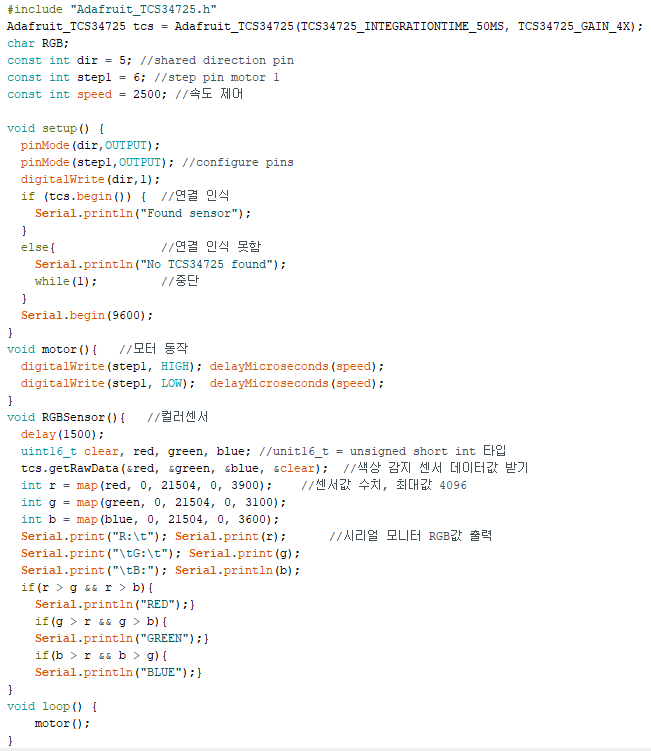 #include "Adafruit_TCS34725.h"
Adafruit_TCS34725 tcs = Adafruit_TCS34725(TCS34725_INTEGRATIONTIME_50MS, TCS34725_GAIN_4X);
char RGB;
const int dir = 5; //shared direction pin
const int step1 = 6; //step pin motor 1
const int speed = 2500; //속도 제어

void setup() {
  pinMode(dir,OUTPUT);
  pinMode(step1,OUTPUT); //configure pins
  digitalWrite(dir,1);
  if (tcs.begin()) {  //연결 인식
    Serial.println("Found sensor");
  }
  else{               //연결 인식 못함
    Serial.println("No TCS34725 found");
    while(1);         //중단
  }
  Serial.begin(9600);
}
void motor(){   //모터 동작
  digitalWrite(step1, HIGH); delayMicroseconds(speed);
  digitalWrite(step1, LOW);  delayMicroseconds(speed);
}
void RGBSensor(){   //컬러센서
  delay(1500);
  uint16_t clear, red, green, blue; //unit16_t = unsigned short int 타입
  tcs.getRawData(&red, &green, &blue, &clear);  //색상 감지 센서 데이터값 받기
  int r = map(red, 0, 21504, 0, 3900);    //센서값 수치, 최대값 4096
  int g = map(green, 0, 21504, 0, 3100);
  int b = map(blue, 0, 21504, 0, 3600);
  Serial.print("R:\t"); Serial.print(r);      //시리얼 모니터 RGB값 출력
  Serial.print("\tG:\t"); Serial.print(g);
  Serial.print("\tB:"); Serial.println(b);
  if(r > g && r > b){
    Serial.println("RED");}
    if(g > r && g > b){
    Serial.println("GREEN");}
    if(b > r && b > g){
    Serial.println("BLUE");}
}
void loop() {
    motor();
}